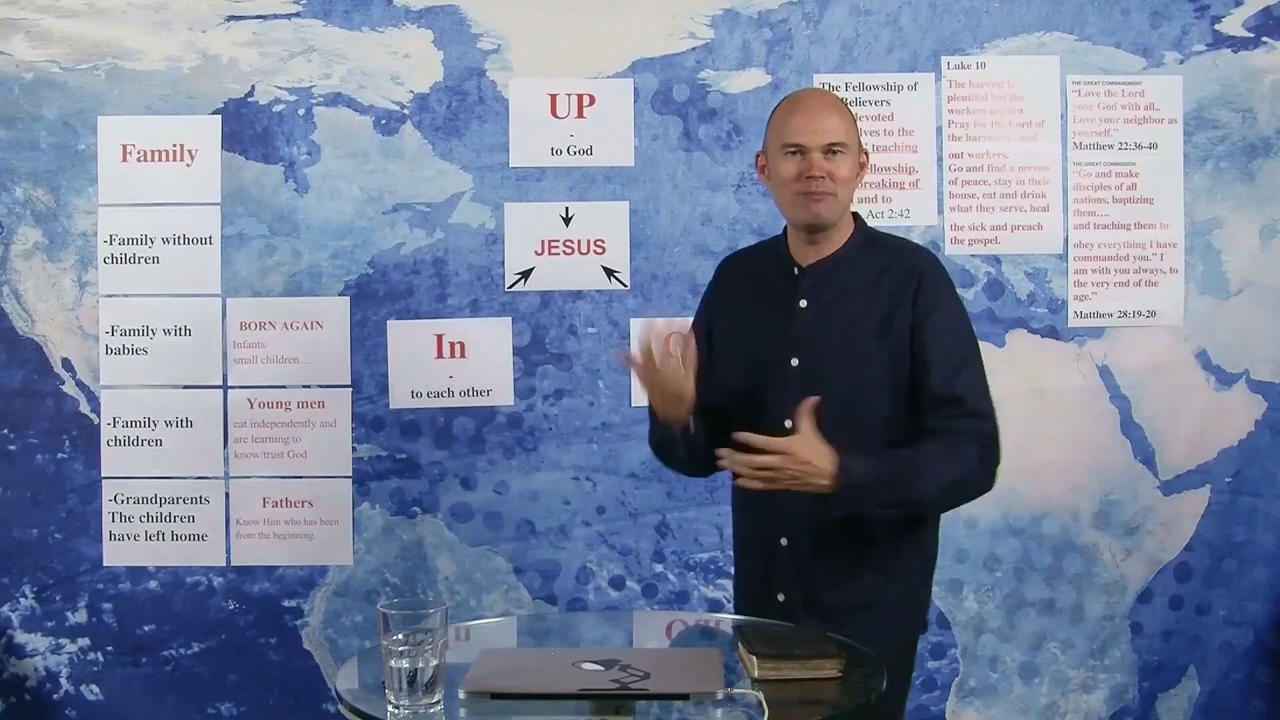 Family
-Family without
children
-Family with
babies
BORN AGAIN
Infants/
small children…
-Family with
children
Young men
eat independently and
are learning to
know/trust God
-Grandparents
The children
have left home
Fathers
Know Him who has been
from the beginning.
UP
-
to God
JESUS
In
-
to each other
The Fellowship of
Believers
to the
teaching
breaking of
and to
Act 2:42
Luke 10
The harvest is
plentiful but the
workers are few.
Pray for the Lord of
the harvest
out workers.
Go and find a person
of peace, stay in their
house, eat and drink
what they serve, heal
the sick and preach
the gospel.
THE GREAT COMMANDMENT
“Love the Lord
your God with all..
Love your neighbor as
yourself.”
Matthew 22:36-40
THE GREAT COMMISSION
“Go and make
disciples of all
nations, baptizing
them….
and teaching them to
obey everything I have
commanded you.” I
am with you always, to
the very end of the
age.”
Matthew 28:19-20